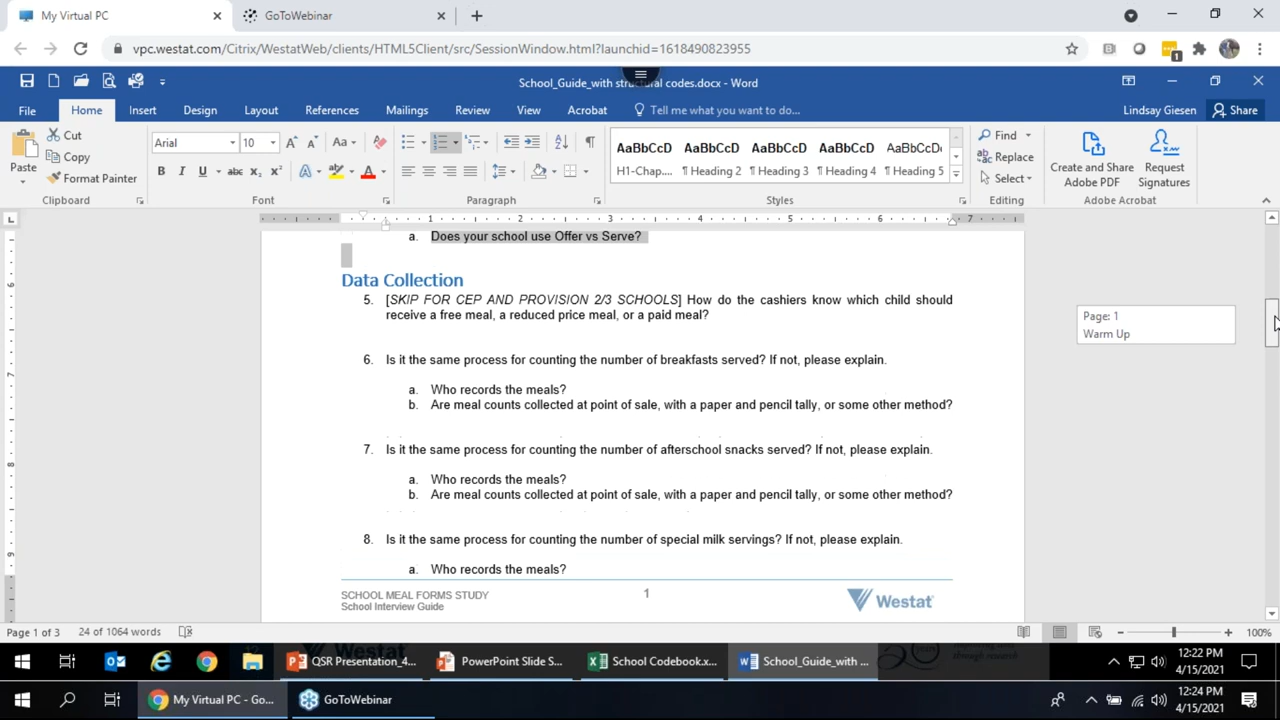 My Virtual PC
GoToWebinar
vpc.westat.com/Citrix/WestatWeb/clients/HTML5Client/src/SessionWindow.html?launchid=1618490823955
1
School_Guide_with structural codes.docx - Word
File Home Insert Design Layout References Mailings Review View Acrobat Tell me what you want to do... Lindsay Giesen Share
Cut
Copy
Format Painter
Paste
Arial 10
AaBbCcD AaBbCcD AaBbCcD AaBbCcD AaBbCcDc
H1-Chap.... ¶ Heading 2 ¶ Heading 3 ¶ Heading 4 ¶ Heading 5
Find
Replace
Select
Create and Share Adobe PDF
Request Signatures
Clipboard Font Paragraph Styles Editing Adobe Acrobat
1 2 3 4 5 6 7
a. Does your school use Offer vs Serve?
Data Collection
5. [SKIP FOR CEP AND PROVISION 2/3 SCHOOLS] How do the cashiers know which child should
receive a free meal, a reduced price meal, or a paid meal?
Page: 1
Warm Up
6. Is it the same process for counting the number of breakfasts served? If not, please explain.
a. Who records the meals?
b. Are meal counts collected at point of sale, with a paper and pencil tally, or some other method?
7. Is it the same process for counting the number of afterschool snacks served? If not, please explain.
a. Who records the meals?
b. Are meal counts collected at point of sale, with a paper and pencil tally, or some other method?
8. Is it the same process for counting the number of special milk servings? If not, please explain.
a. Who records the meals?
SCHOOL MEAL FORMS STUDY
School Interview Guide
1
Westat
Page 1 of 3 24 of 1064 words 100%
QSR Presentation_4... PowerPoint Slide S... School Codebook.x... School_Guide_with ... 12:22 PM
4/15/2021
My Virtual PC - Go... GoToWebinar 12:24 PM
4/15/2021